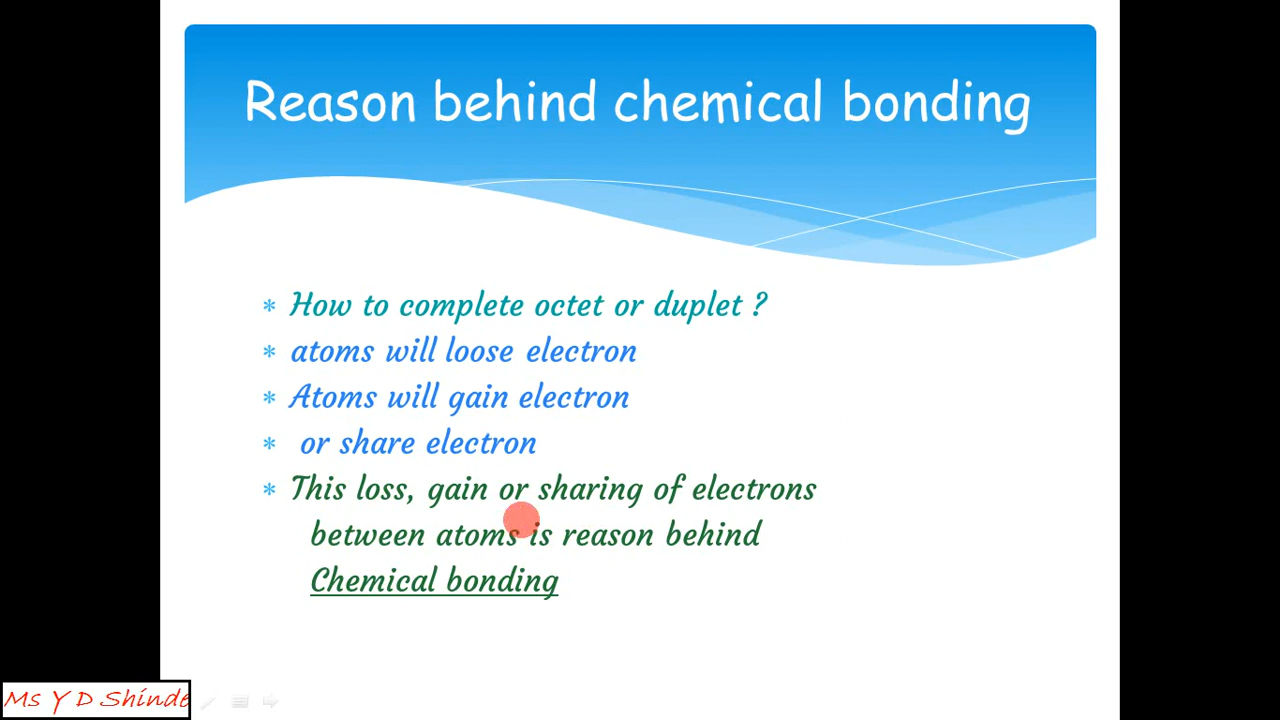 Reason behind chemical bonding
* How to complete octet or duplet ?
* atoms will loose electron
* Atoms will gain electron
* or share electron
* This loss, gain or sharing of electrons
between atoms is reason behind
Chemical bonding
Ms Y D Shinde